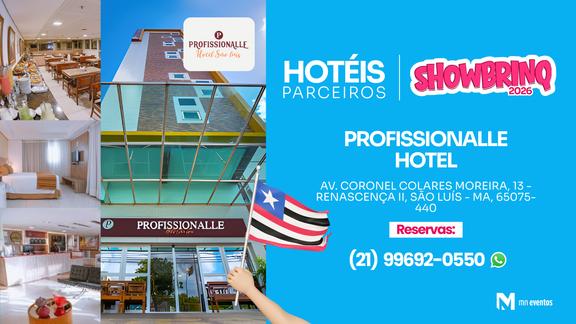 PROFISSIONALLE
Hotel São Luís
PROFISSIONALLE
HOTÉIS
PARCEIROS
SHOWBRINQ
2026
PROFISSIONALLE
HOTEL
AV. CORONEL COLARES MOREIRA, 13 -
RENASCENÇA II, SÃO LUÍS - MA, 65075-
440
Reservas:
(21) 99692-0550
mn eventos